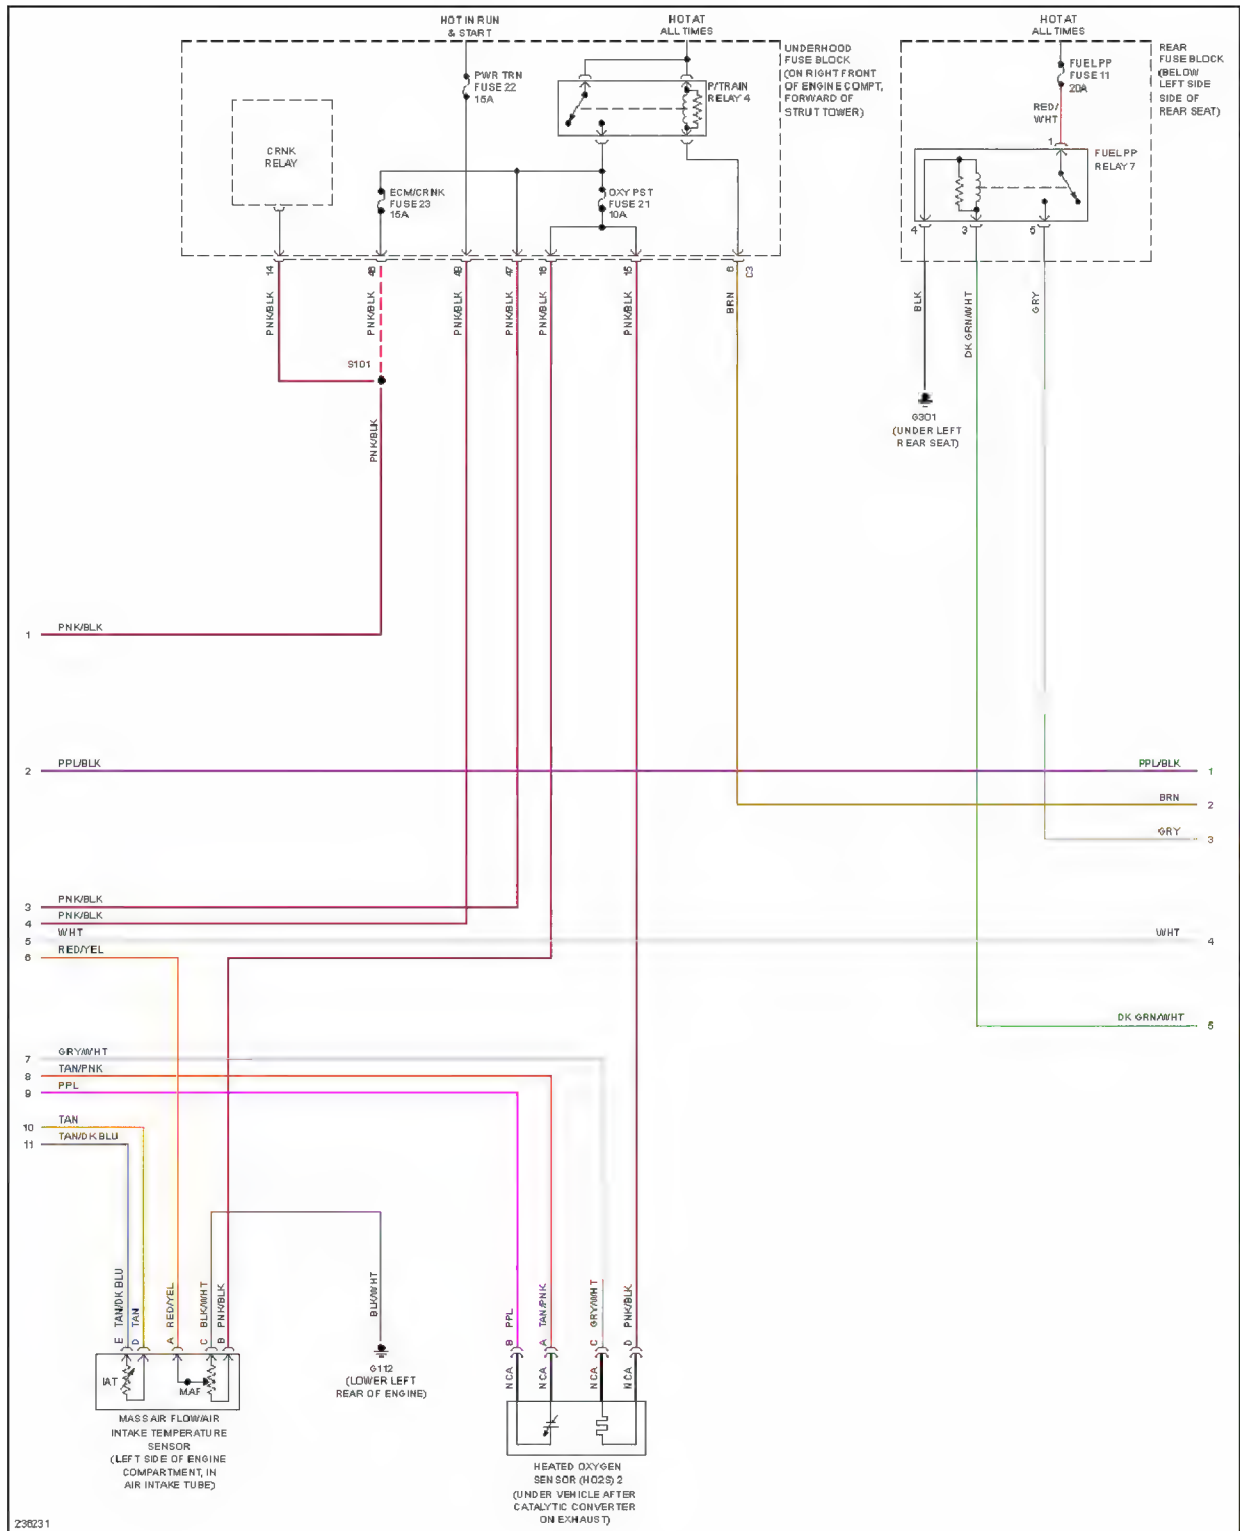 HOT IN RUN
& START
HOT AT
ALL TIMES
HOT AT
ALL TIMES
UNDERHOOD
FUSE BLOCK
(ON RIGHT FRONT
OF ENGINE COMPT,
FORWARD OF
STRUT TOWER)
REAR
FUSE BLOCK
(BELOW
LEFT SIDE
SIDE OF
REAR SEAT)
PWR TRN
FUSE 22
15A
P/TRAIN
RELAY 4
FUEL PP
FUSE 11
20A
RED/
WHT
1
FUEL PP
RELAY 7
CRNK
RELAY
ECM/CRNK
FUSE 23
15A
OXY PST
FUSE 21
10A
4
3
5
14
46
49
47
16
15
6
C3
PNK/BLK
PNK/BLK
PNK/BLK
PNK/BLK
PNK/BLK
PNK/BLK
BRN
BLK
DK GRN/WHT
GRY
S101
PNK/BLK
G301
(UNDER LEFT
REAR SEAT)
1 PNK/BLK
2 PPL/BLK
PPL/BLK 1
BRN 2
GRY 3
3 PNK/BLK
4 PNK/BLK
5 WHT
WHT 4
6 RED/YEL
DK GRN/WHT 5
7 GRY/WHT
8 TAN/PNK
9 PPL
10 TAN
11 TAN/DK BLU
E TAN/DK BLU
D TAN
A RED/YEL
C BLK/WHT
B PNK/BLK
BLK/WHT
B PPL
A TAN/PNK
C GRY/WHT
D PNK/BLK
NCA
NCA
NCA
NCA
IAT
MAF
G112
(LOWER LEFT
REAR OF ENGINE)
MASS AIR FLOW/AIR
INTAKE TEMPERATURE
SENSOR
(LEFT SIDE OF ENGINE
COMPARTMENT, IN
AIR INTAKE TUBE)
HEATED OXYGEN
SENSOR (HO2S) 2
(UNDER VEHICLE AFTER
CATALYTIC CONVERTER
ON EXHAUST)
236231